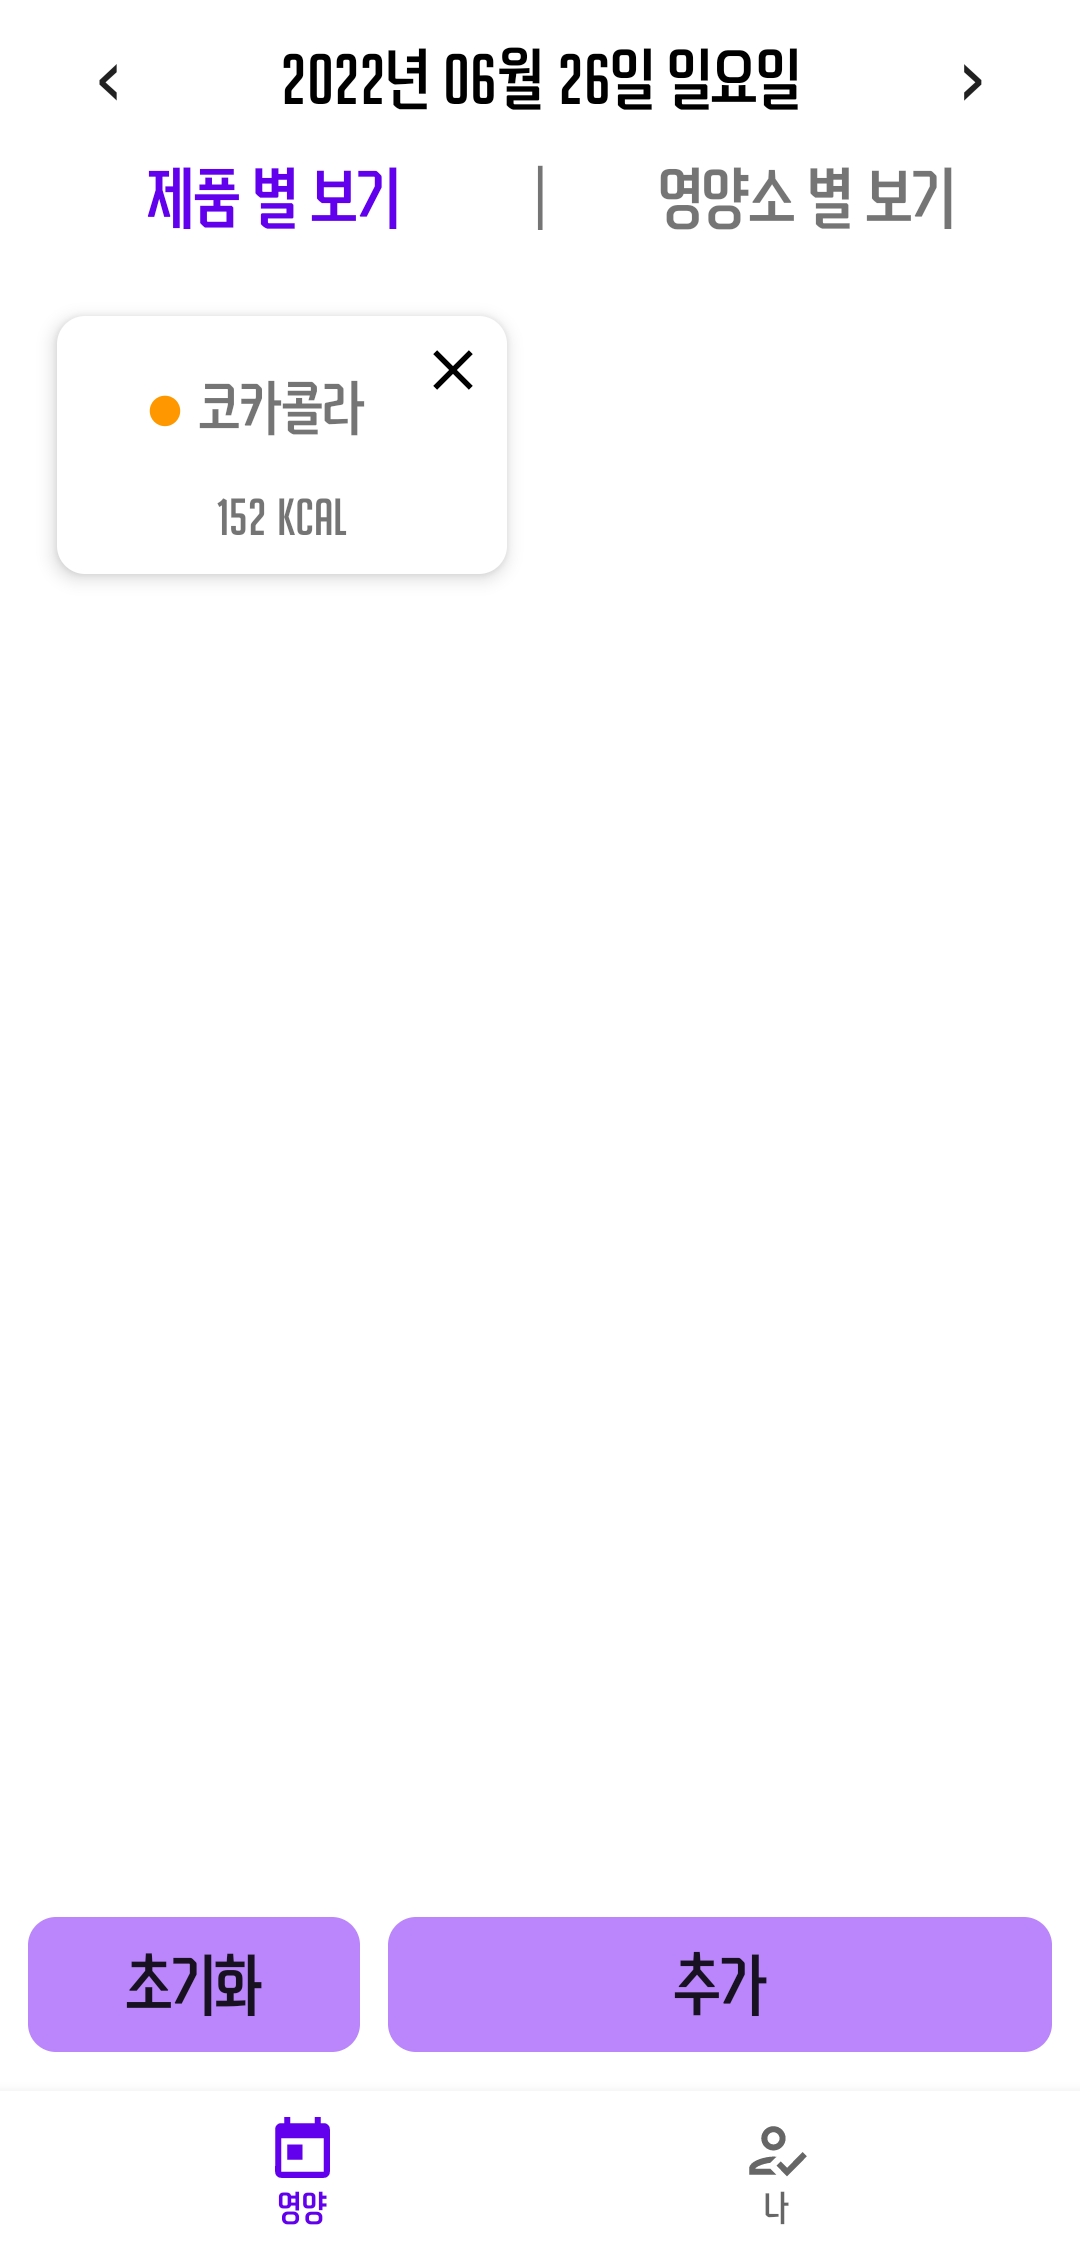 2022년 06월 26일 일요일
제품 별 보기 | 영양소 별 보기
코카콜라
152 KCAL
초기화 추가
영양 나